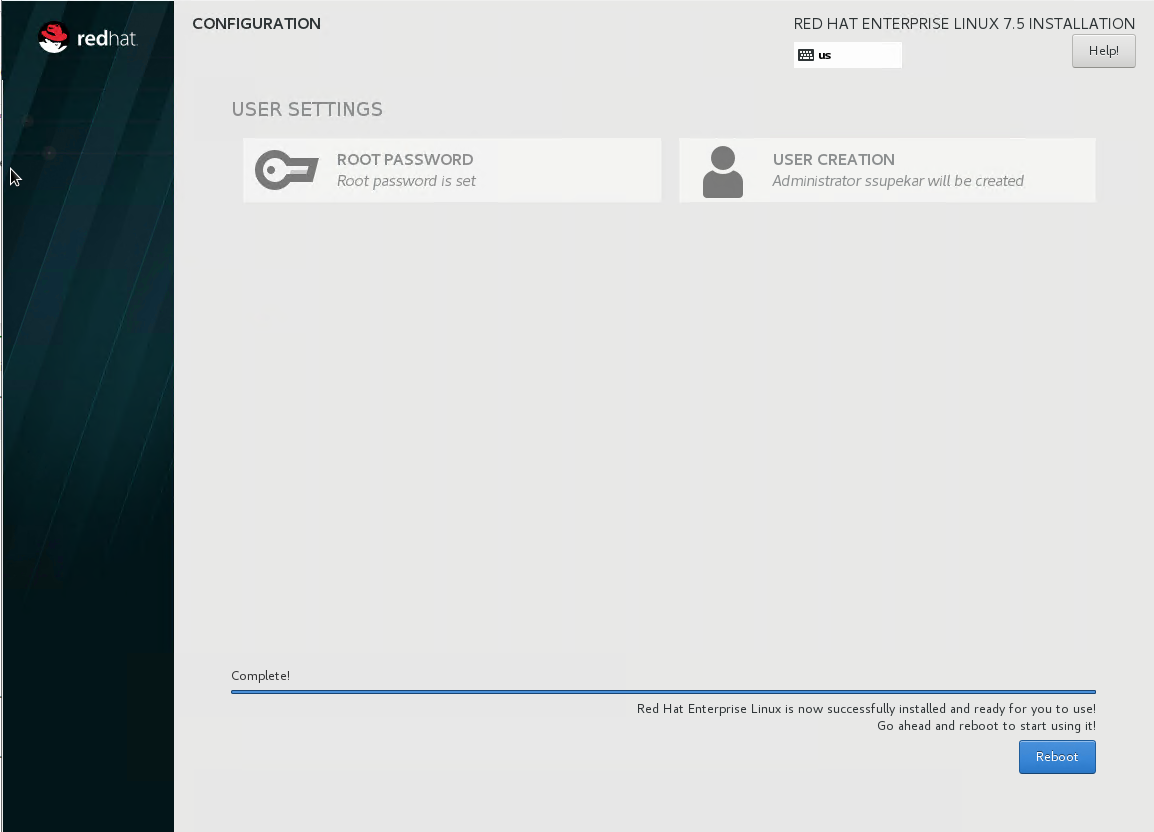 redhat.
CONFIGURATION
RED HAT ENTERPRISE LINUX 7.5 INSTALLATION
us
Help!
USER SETTINGS
ROOT PASSWORD
Root password is set
USER CREATION
Administrator ssupekar will be created
Complete!
Red Hat Enterprise Linux is now successfully installed and ready for you to use!
Go ahead and reboot to start using it!
Reboot